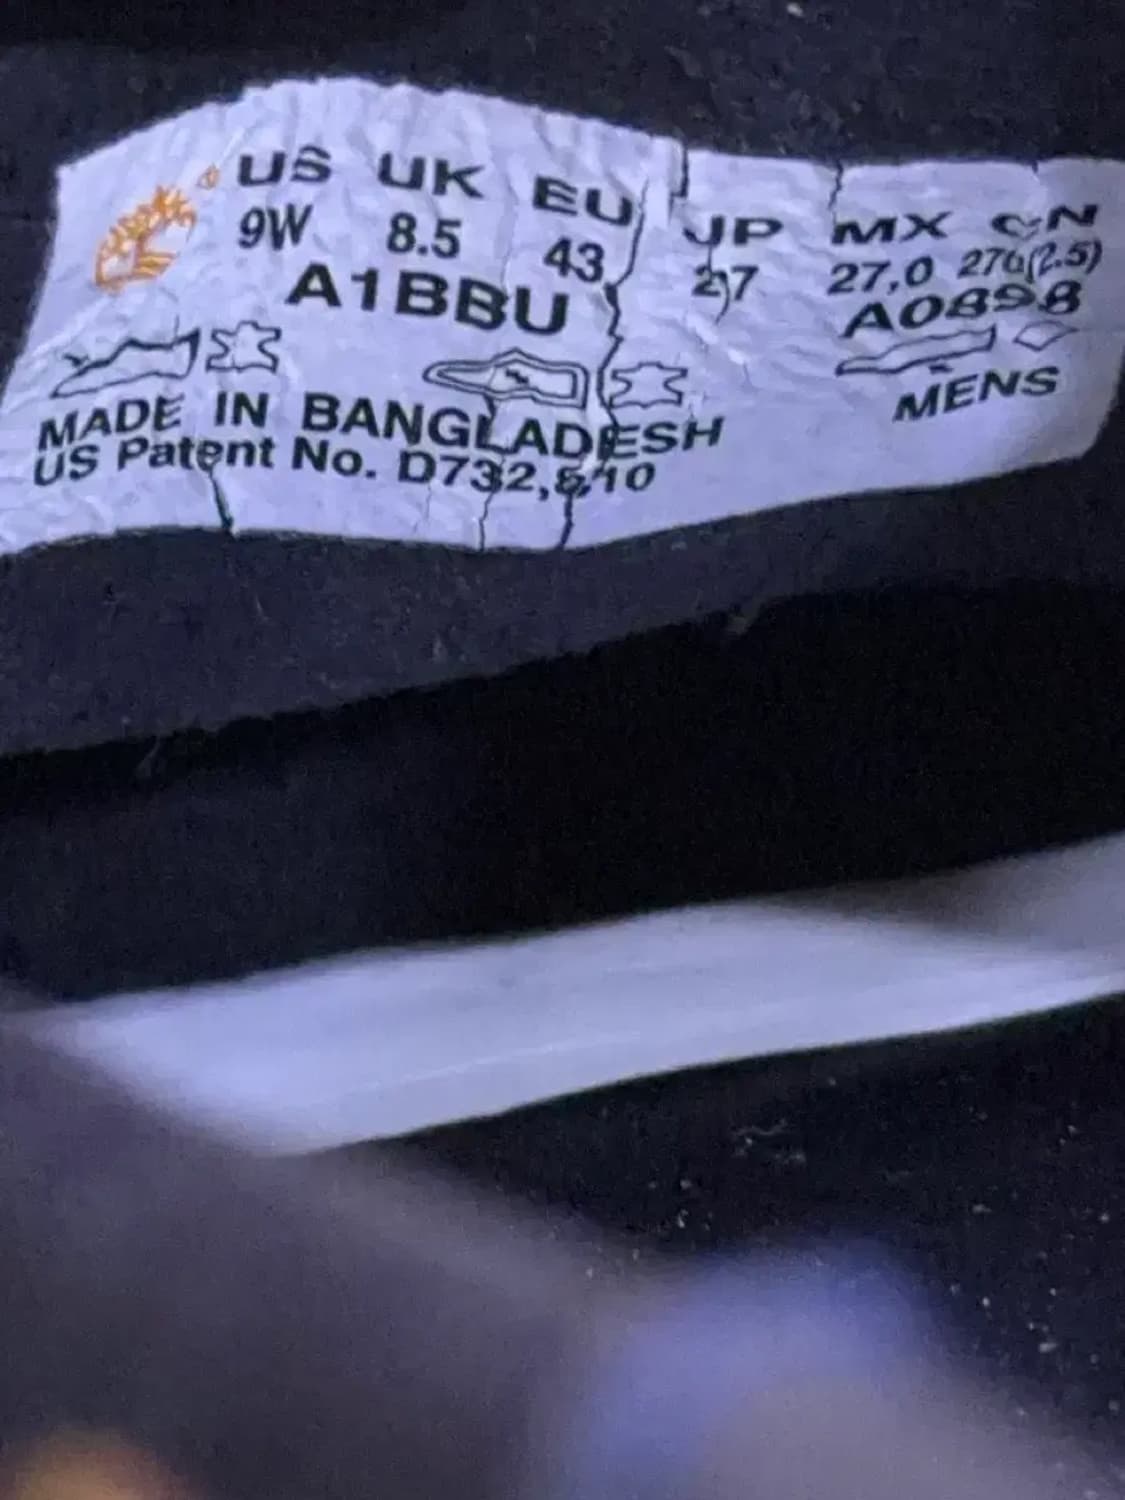 US UK EU JP MX CN
9W 8.5 43 27 27,0 270(2.5)
A1BBU A0898
MADE IN BANGLADESH MENS
US Patent No. D732,810